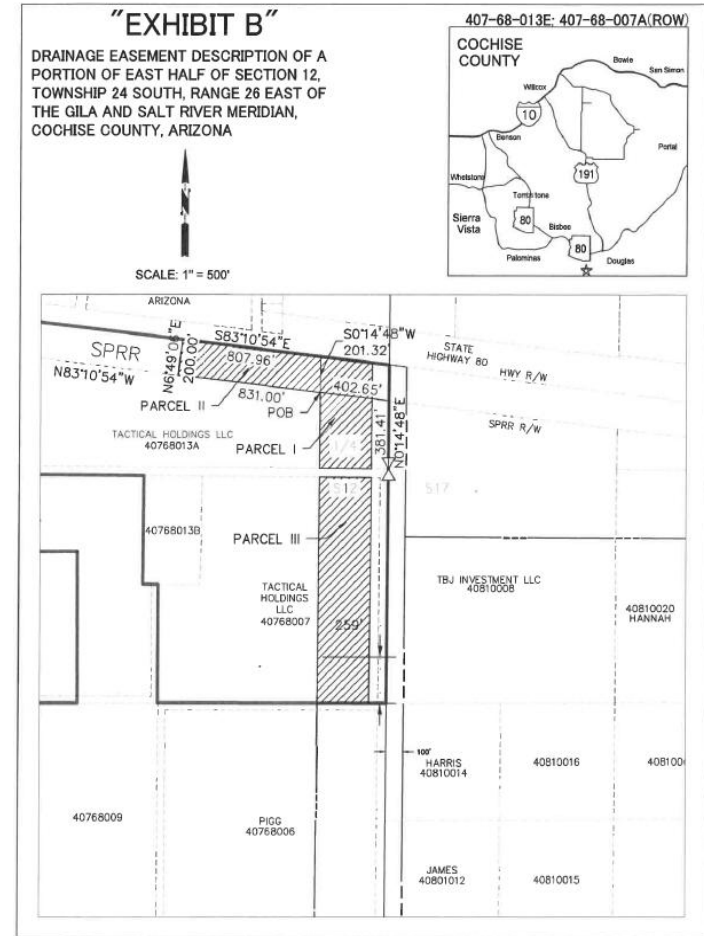 "EXHIBIT B"
DRAINAGE EASEMENT DESCRIPTION OF A
PORTION OF EAST HALF OF SECTION 12,
TOWNSHIP 24 SOUTH, RANGE 26 EAST OF
THE GILA AND SALT RIVER MERIDIAN,
COCHISE COUNTY, ARIZONA
N
SCALE: 1" = 500'
407-68-013E; 407-68-007A(ROW)
COCHISE
COUNTY
Bowie
San Simon
Willcox
10
Benson
Portal
191
Whetstone
Tombstone
Sierra
Vista
80
Bisbee
80
Palominas
Douglas
ARIZONA
SPRR
N83°10'54"W
N6°49'06"E
200.00'
S83°10'54"E
807.96'
S0°14'48"W
201.32'
STATE
HIGHWAY 80
HWY R/W
SPRR R/W
831.00'
402.65'
PARCEL II
POB
PARCEL I
381.41'
N0°14'48"E
TACTICAL HOLDINGS LLC
40768013A
1/4
S12
S17
40768013B
PARCEL III
TACTICAL
HOLDINGS
LLC
40768007
259'
TBJ INVESTMENT LLC
40810008
40810020
HANNAH
100'
HARRIS
40810014
40810016
408100
40768009
PIGG
40768006
JAMES
40801012
40810015